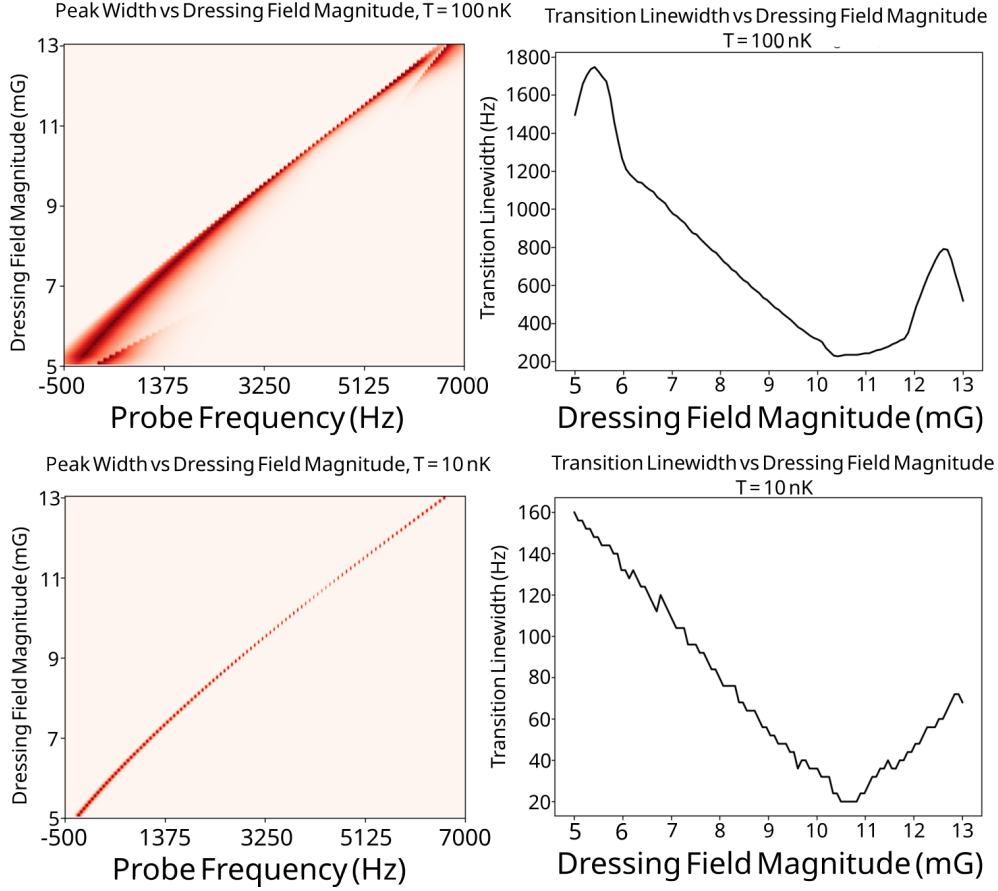 Peak Width vs Dressing Field Magnitude, T = 100 nK
Dressing Field Magnitude (mG)
13
11
9
7
5
-500 1375 3250 5125 7000
Probe Frequency (Hz)
Transition Linewidth vs Dressing Field Magnitude
T = 100 nK
Transition Linewidth (Hz)
1800
1600
1400
1200
1000
800
600
400
200
5 6 7 8 9 10 11 12 13
Dressing Field Magnitude (mG)
Peak Width vs Dressing Field Magnitude, T = 10 nK
Dressing Field Magnitude (mG)
13
11
9
7
5
-500 1375 3250 5125 7000
Probe Frequency (Hz)
Transition Linewidth vs Dressing Field Magnitude
T = 10 nK
Transition Linewidth (Hz)
160
140
120
100
80
60
40
20
5 6 7 8 9 10 11 12 13
Dressing Field Magnitude (mG)